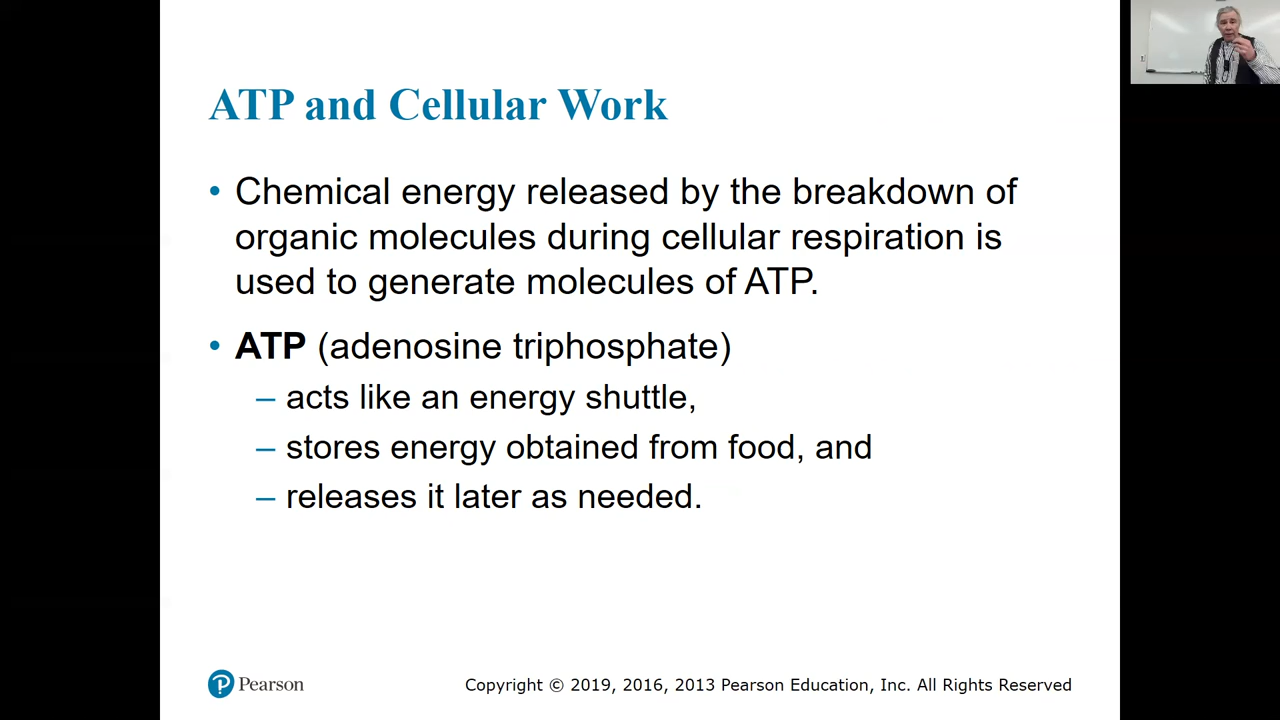 ATP and Cellular Work
• Chemical energy released by the breakdown of
organic molecules during cellular respiration is
used to generate molecules of ATP.
• ATP (adenosine triphosphate)
– acts like an energy shuttle,
– stores energy obtained from food, and
– releases it later as needed.
P Pearson
Copyright © 2019, 2016, 2013 Pearson Education, Inc. All Rights Reserved